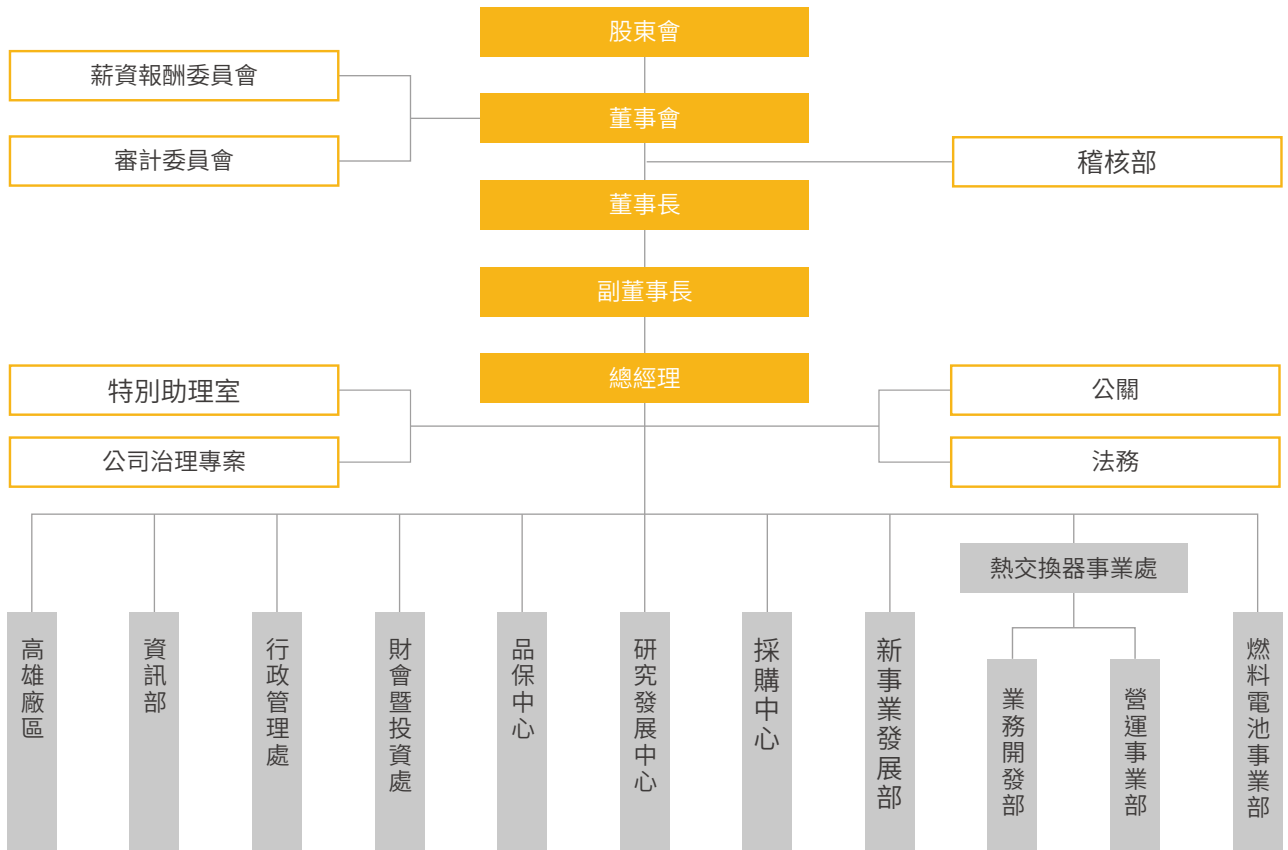 股東會
薪資報酬委員會
董事會
審計委員會
稽核部
董事長
副董事長
總經理
特別助理室
公關
公司治理專案
法務
熱交換器事業處
高雄廠區
資訊部
行政管理處
財會暨投資處
品保中心
研究發展中心
採購中心
新事業發展部
業務開發部
營運事業部
燃料電池事業部